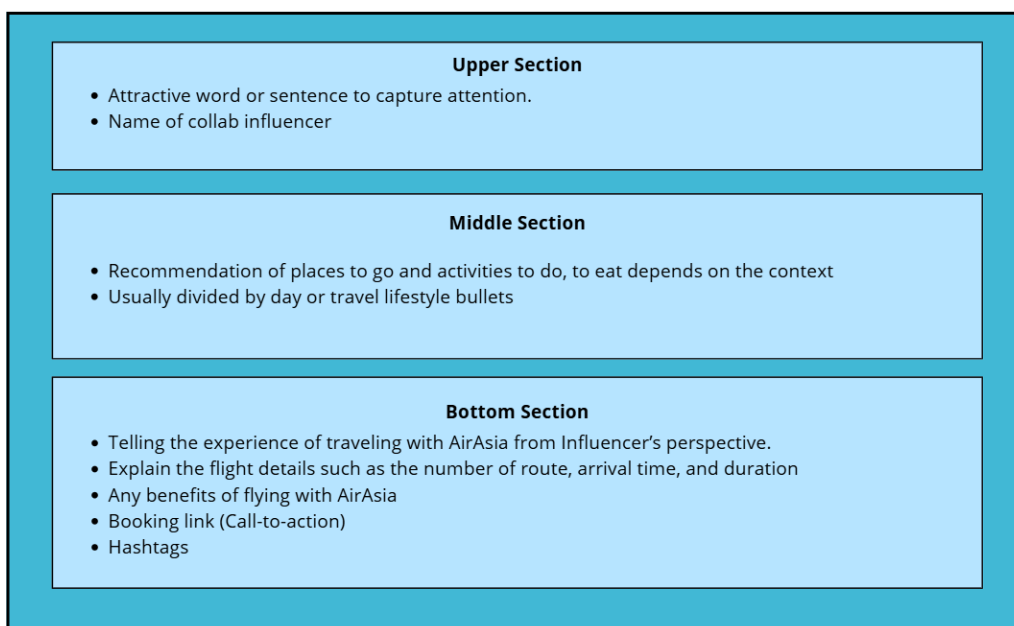 Upper Section
• Attractive word or sentence to capture attention.
• Name of collab influencer
Middle Section
• Recommendation of places to go and activities to do, to eat depends on the context
• Usually divided by day or travel lifestyle bullets
Bottom Section
• Telling the experience of traveling with AirAsia from Influencer’s perspective.
• Explain the flight details such as the number of route, arrival time, and duration
• Any benefits of flying with AirAsia
• Booking link (Call-to-action)
• Hashtags